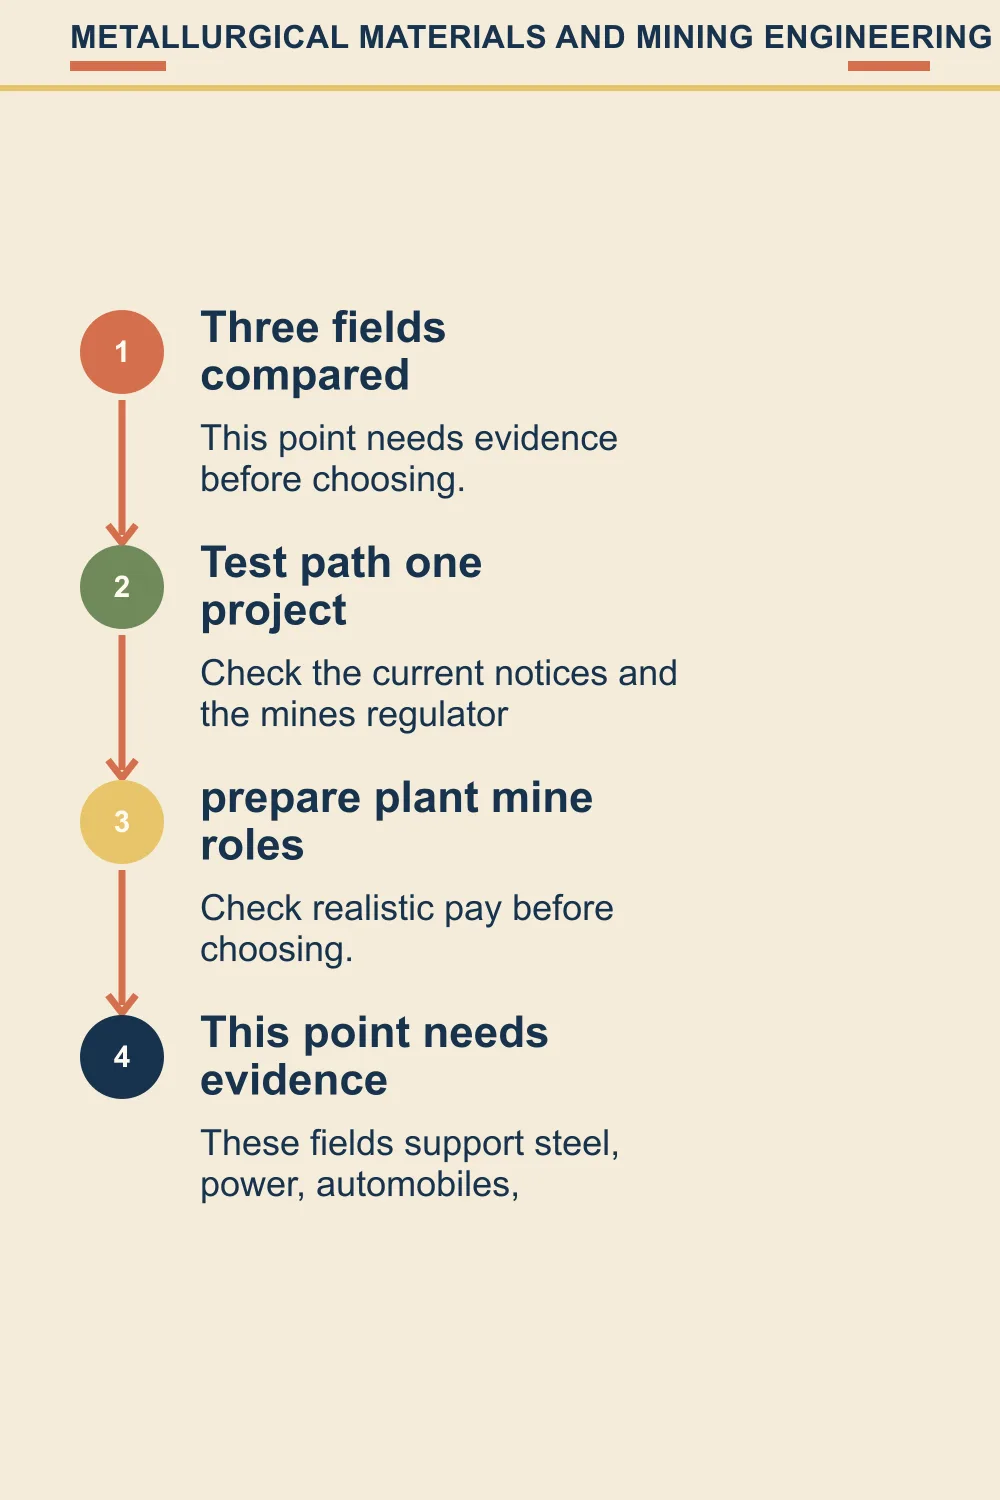 METALLURGICAL MATERIALS AND MINING ENGINEERING
1
Three fields
compared
This point needs evidence
before choosing.
2
Test path one
project
Check the current notices and
the mines regulator
3
prepare plant mine
roles
Check realistic pay before
choosing.
4
This point needs
evidence
These fields support steel,
power, automobiles,